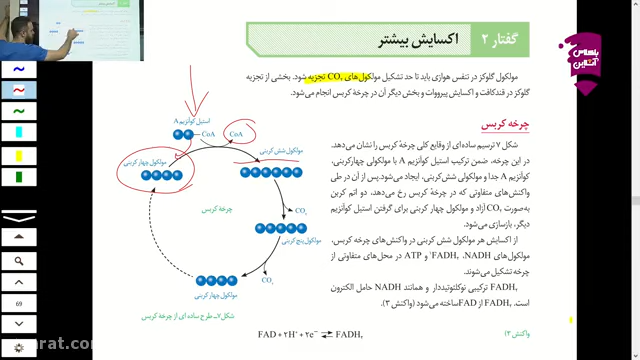 گفتار ۲ اکسایش بیشتر
پلاس
آنلاین
مولکول گلوکز در تنفس هوازی باید تا حد تشکیل مولکول‌های CO₂ تجزیه شود. بخشی از تجزیه
گلوکز در قندکافت و اکسایش پیرووات و بخش دیگر آن در چرخهٔ کربس انجام می‌شود.
چرخهٔ کربس
شکل ۷ ترسیم ساده‌ای از وقایع کلی چرخهٔ کربس را نشان می‌دهد.
در این چرخه، ضمن ترکیب استیل کوآنزیم A با مولکولی چهارکربنی،
کوآنزیم A جدا و مولکولی شش‌کربنی، ایجاد می‌شود. پس از آن در طی
واکنش‌های متفاوتی که در چرخهٔ کربس رخ می‌دهد، دو اتم کربن
به‌صورت CO₂ آزاد و مولکول چهار کربنی برای گرفتن استیل کوآنزیم
دیگر، بازسازی می‌شود.
از اکسایش هر مولکول شش کربنی در واکنش‌های چرخهٔ کربس،
مولکول‌های FADH₂، NADH و ATP در محل‌های متفاوتی از
چرخه تشکیل می‌شوند.
FADH₂ ترکیبی نوکلئوتیددار و همانند NADH حامل الکترون
است. FADH₂ از FAD ساخته می‌شود (واکنش ۳)
واکنش ۳)
FAD + 2H⁺ + 2e⁻ ⇌ FADH₂
استیل کوآنزیم A
CoA
CoA
مولکول شش کربنی
مولکول چهار کربنی
CO₂
چرخهٔ کربس
مولکول پنج کربنی
CO₂
مولکول چهار کربنی
شکل ۷ـ طرح ساده ای از چرخهٔ کربس
69
arat.com